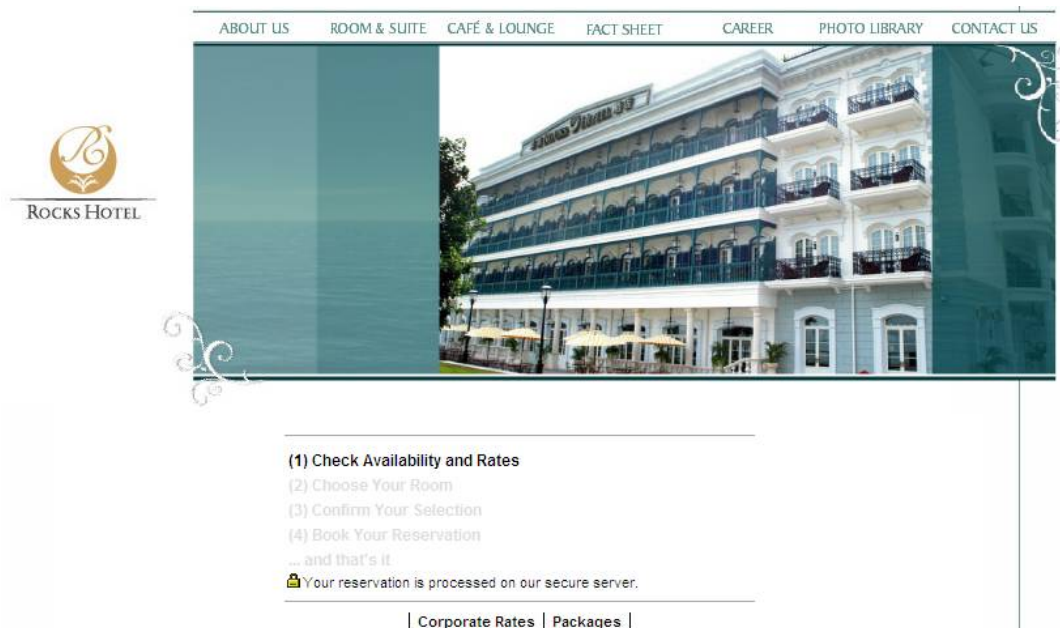 ABOUT US ROOM & SUITE CAFÉ & LOUNGE FACT SHEET CAREER PHOTO LIBRARY CONTACT US
ROCKS HOTEL
(1) Check Availability and Rates
(2) Choose Your Room
(3) Confirm Your Selection
(4) Book Your Reservation
... and that's it
Your reservation is processed on our secure server.
| Corporate Rates | Packages |